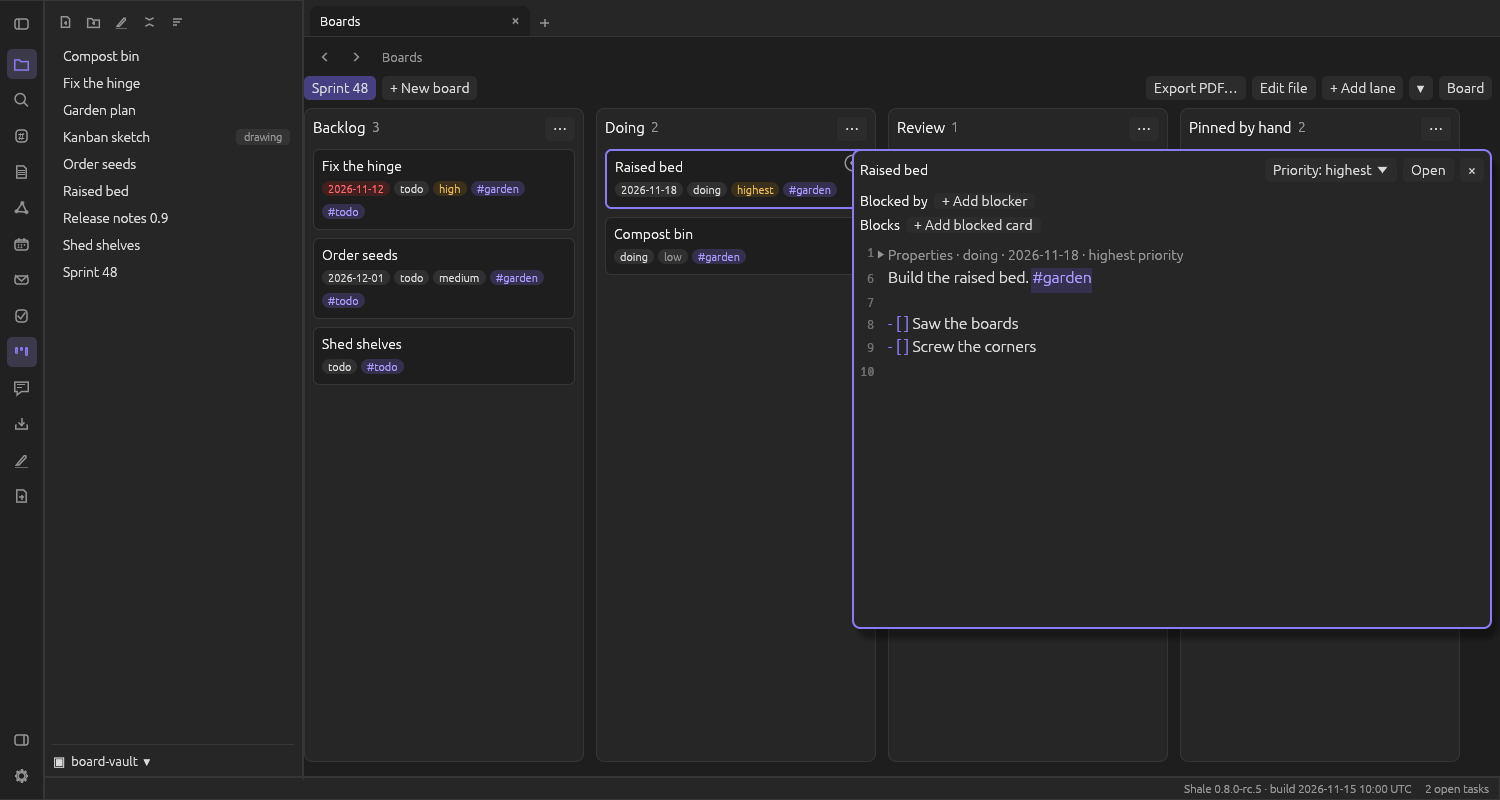 Boards × +
Compost bin
Fix the hinge
Garden plan
Kanban sketch drawing
Order seeds
Raised bed
Release notes 0.9
Shed shelves
Sprint 48
board-vault ▾
Boards
Sprint 48 + New board Export PDF... Edit file + Add lane ▾ Board
Backlog 3 ...
Fix the hinge
2026-11-12 todo high #garden
#todo
Order seeds
2026-12-01 todo medium #garden
#todo
Shed shelves
todo #todo
Doing 2 ...
Raised bed
2026-11-18 doing highest #garden
Compost bin
doing low #garden
Review 1 ...
Pinned by hand 2 ...
Raised bed Priority: highest ▼ Open ×
Blocked by + Add blocker
Blocks + Add blocked card
1 ▸ Properties · doing · 2026-11-18 · highest priority
6 Build the raised bed. #garden
7
8 - [ ] Saw the boards
9 - [ ] Screw the corners
10
Shale 0.8.0-rc.5 · build 2026-11-15 10:00 UTC 2 open tasks